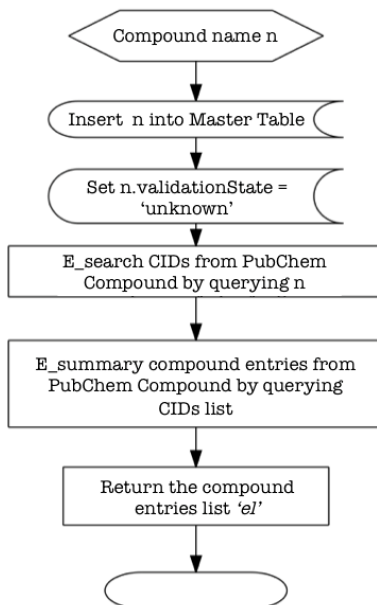 Compound name n
Insert n into Master Table
Set n.validationState =
‘unknown’
E_search CIDs from PubChem
Compound by querying n
E_summary compound entries from
PubChem Compound by querying
CIDs list
Return the compound
entries list ‘el’